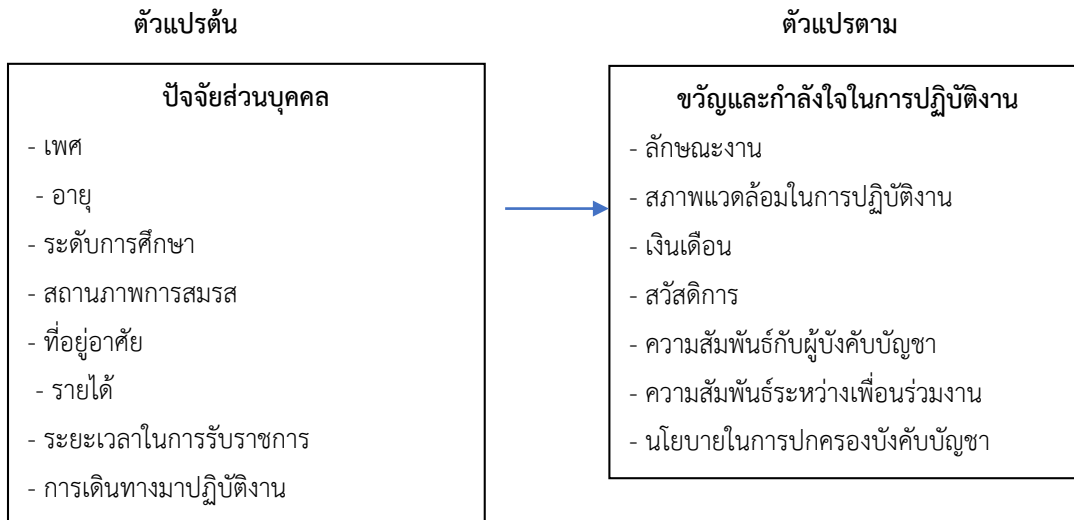 ตัวแปรต้น
ตัวแปรตาม
ปัจจัยส่วนบุคคล
- เพศ
- อายุ
- ระดับการศึกษา
- สถานภาพการสมรส
- ที่อยู่อาศัย
- รายได้
- ระยะเวลาในการรับราชการ
- การเดินทางมาปฏิบัติงาน
ขวัญและกำลังใจในการปฏิบัติงาน
- ลักษณะงาน
- สภาพแวดล้อมในการปฏิบัติงาน
- เงินเดือน
- สวัสดิการ
- ความสัมพันธ์กับผู้บังคับบัญชา
- ความสัมพันธ์ระหว่างเพื่อนร่วมงาน
- นโยบายในการปกครองบังคับบัญชา